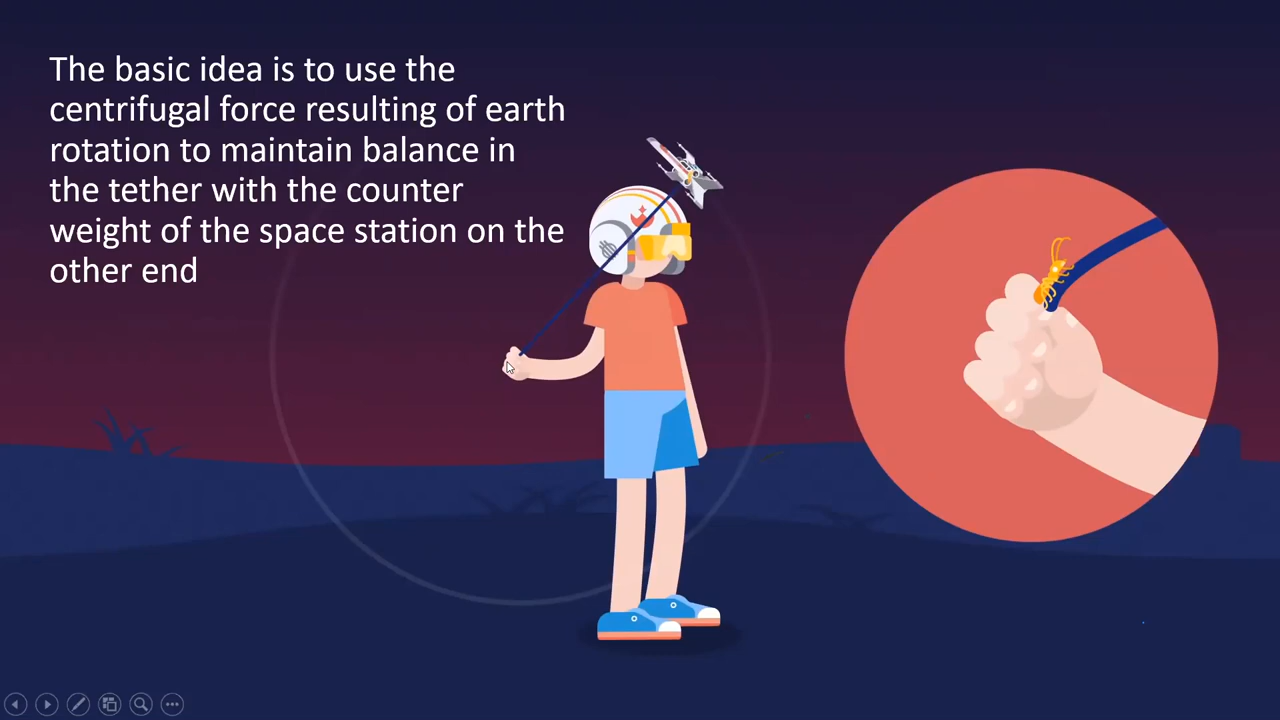 The basic idea is to use the
centrifugal force resulting of earth
rotation to maintain balance in
the tether with the counter
weight of the space station on the
other end